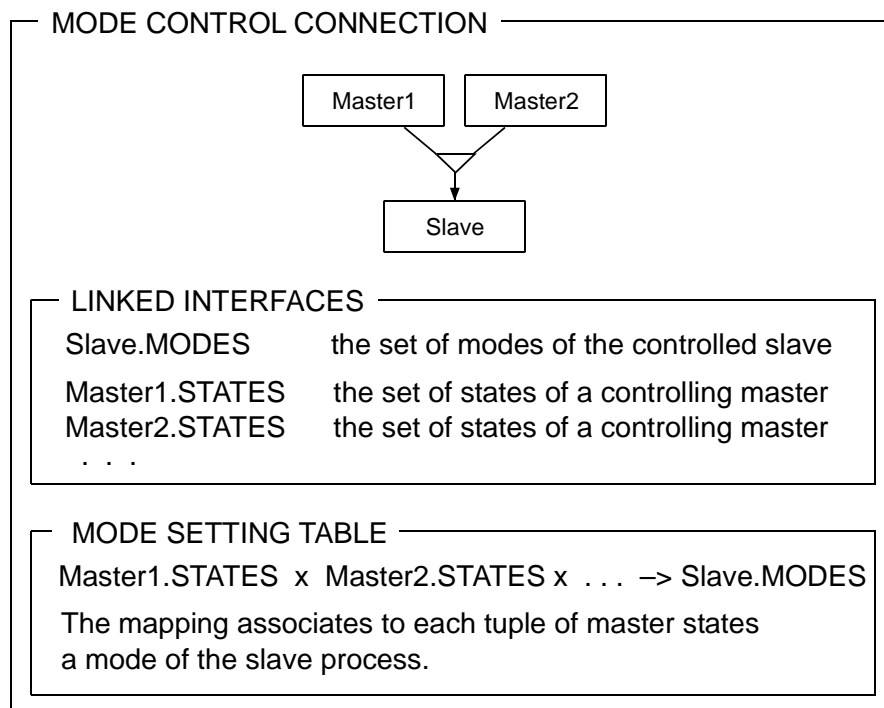 MODE CONTROL CONNECTION
Master1 Master2
Slave
LINKED INTERFACES
Slave.MODES the set of modes of the controlled slave
Master1.STATES the set of states of a controlling master
Master2.STATES the set of states of a controlling master
. . .
MODE SETTING TABLE
Master1.STATES x Master2.STATES x . . . –> Slave.MODES
The mapping associates to each tuple of master states
a mode of the slave process.